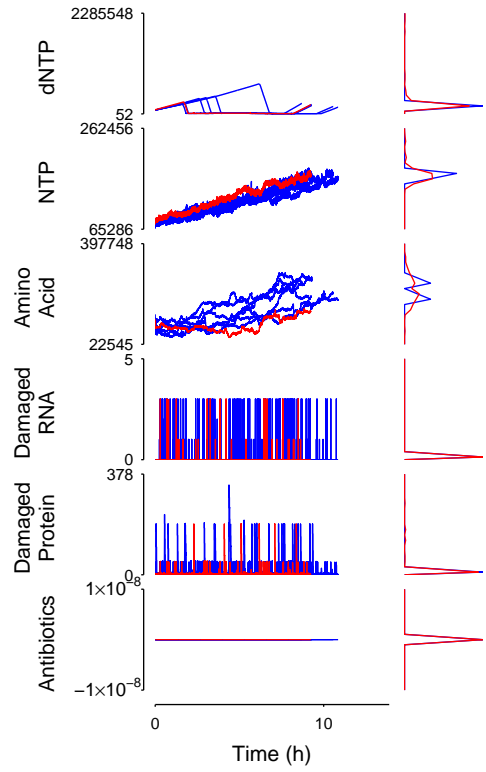 2285548
dNTP
52
262456
NTP
65286
397748
Amino
Acid
22545
5
Damaged
RNA
0
378
Damaged
Protein
0
1×10⁻⁸
Antibiotics
−1×10⁻⁸
0 10
Time (h)